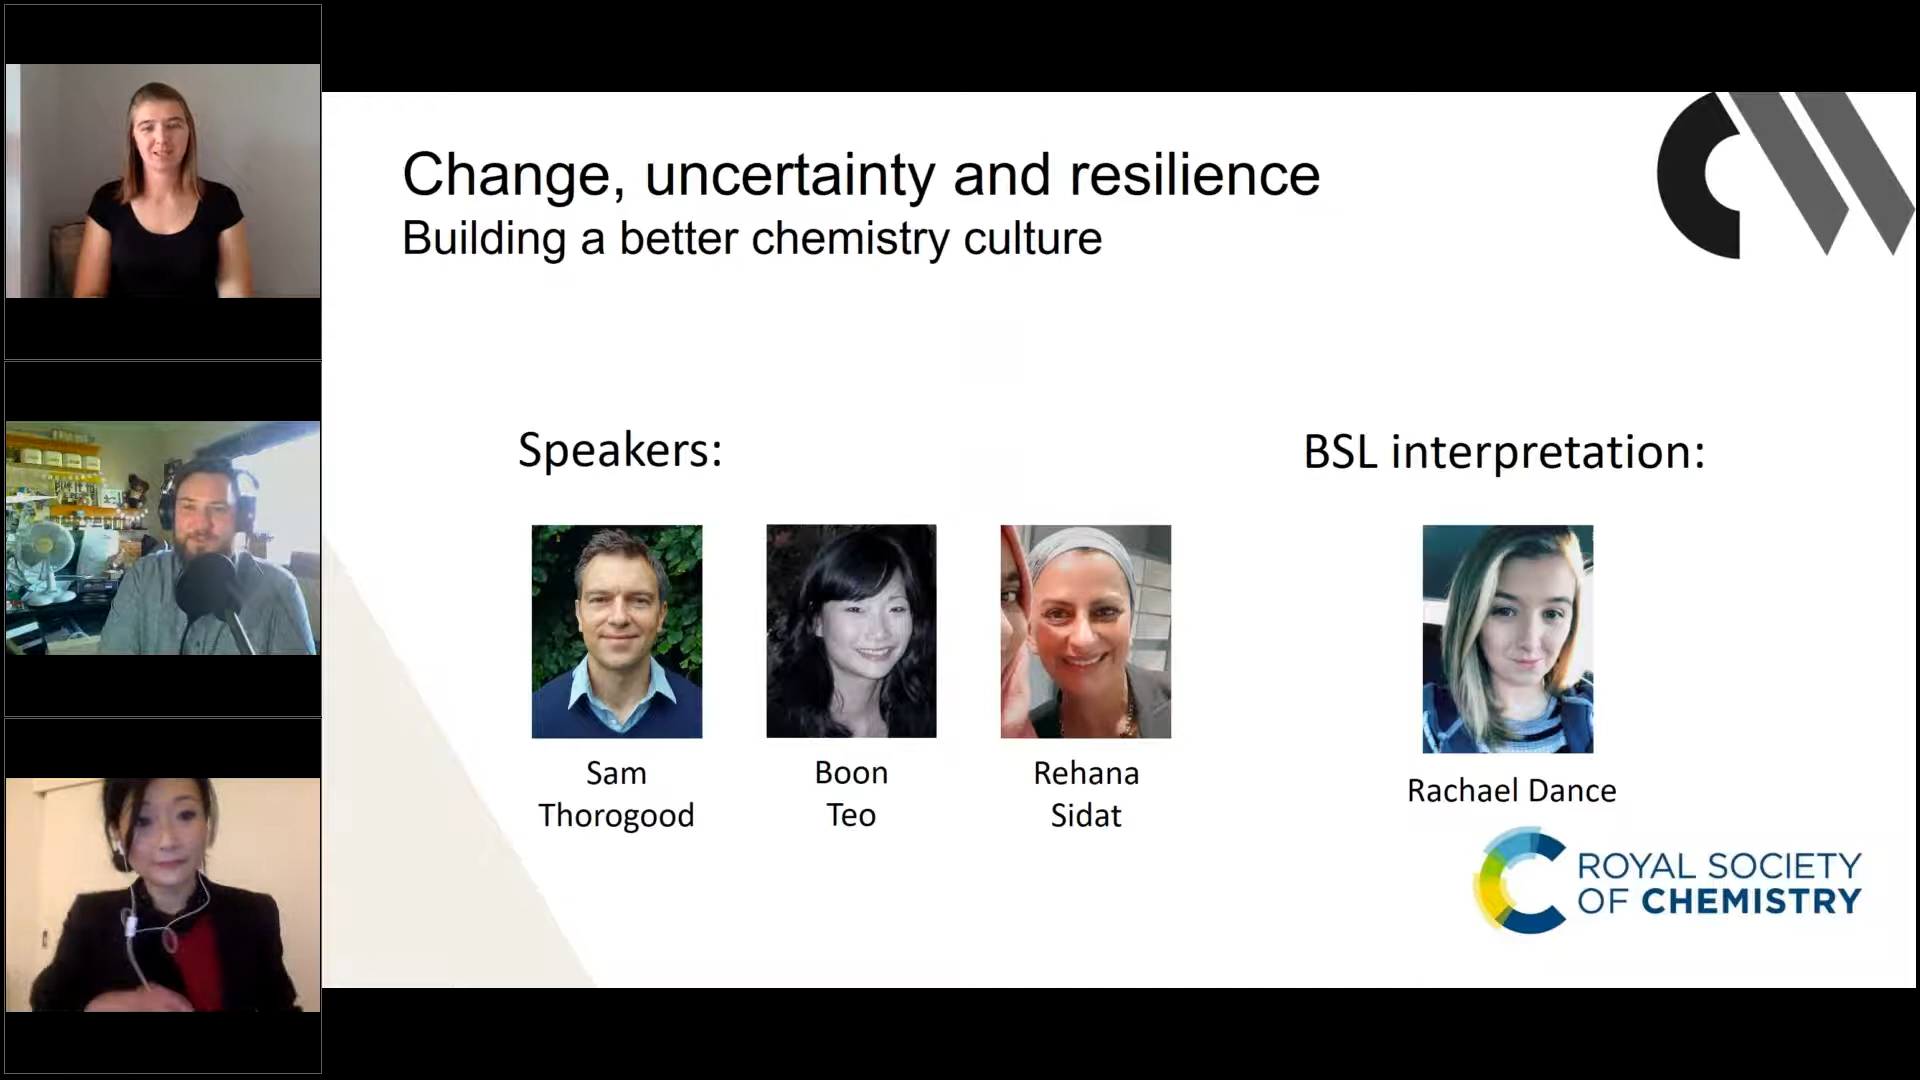 Change, uncertainty and resilience
Building a better chemistry culture
Speakers:
BSL interpretation:
Sam
Thorogood
Boon
Teo
Rehana
Sidat
Rachael Dance
ROYAL SOCIETY
OF CHEMISTRY